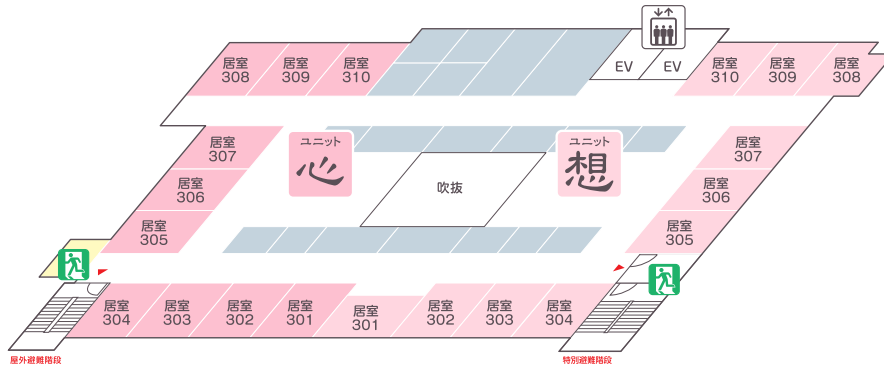 居室
308
居室
309
居室
310
EV
EV
居室
310
居室
309
居室
308
居室
307
ユニット
心
ユニット
想
居室
307
居室
306
吹抜
居室
306
居室
305
居室
305
居室
304
居室
303
居室
302
居室
301
居室
301
居室
302
居室
303
居室
304
屋外避難階段
特別避難階段